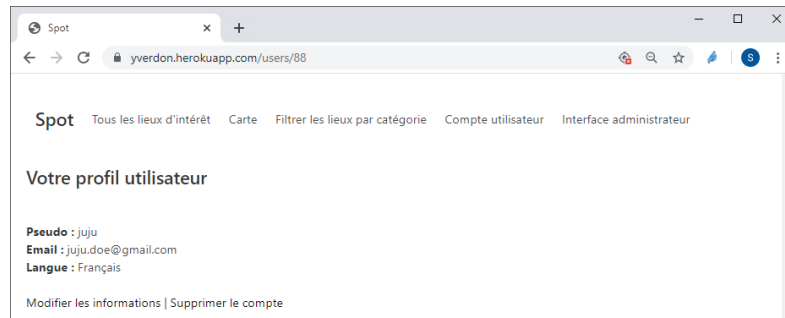 Spot
yverdon.herokuapp.com/users/88
S
Spot Tous les lieux d'intérêt Carte Filtrer les lieux par catégorie Compte utilisateur Interface administrateur
Votre profil utilisateur
Pseudo : juju
Email : juju.doe@gmail.com
Langue : Français
Modifier les informations | Supprimer le compte